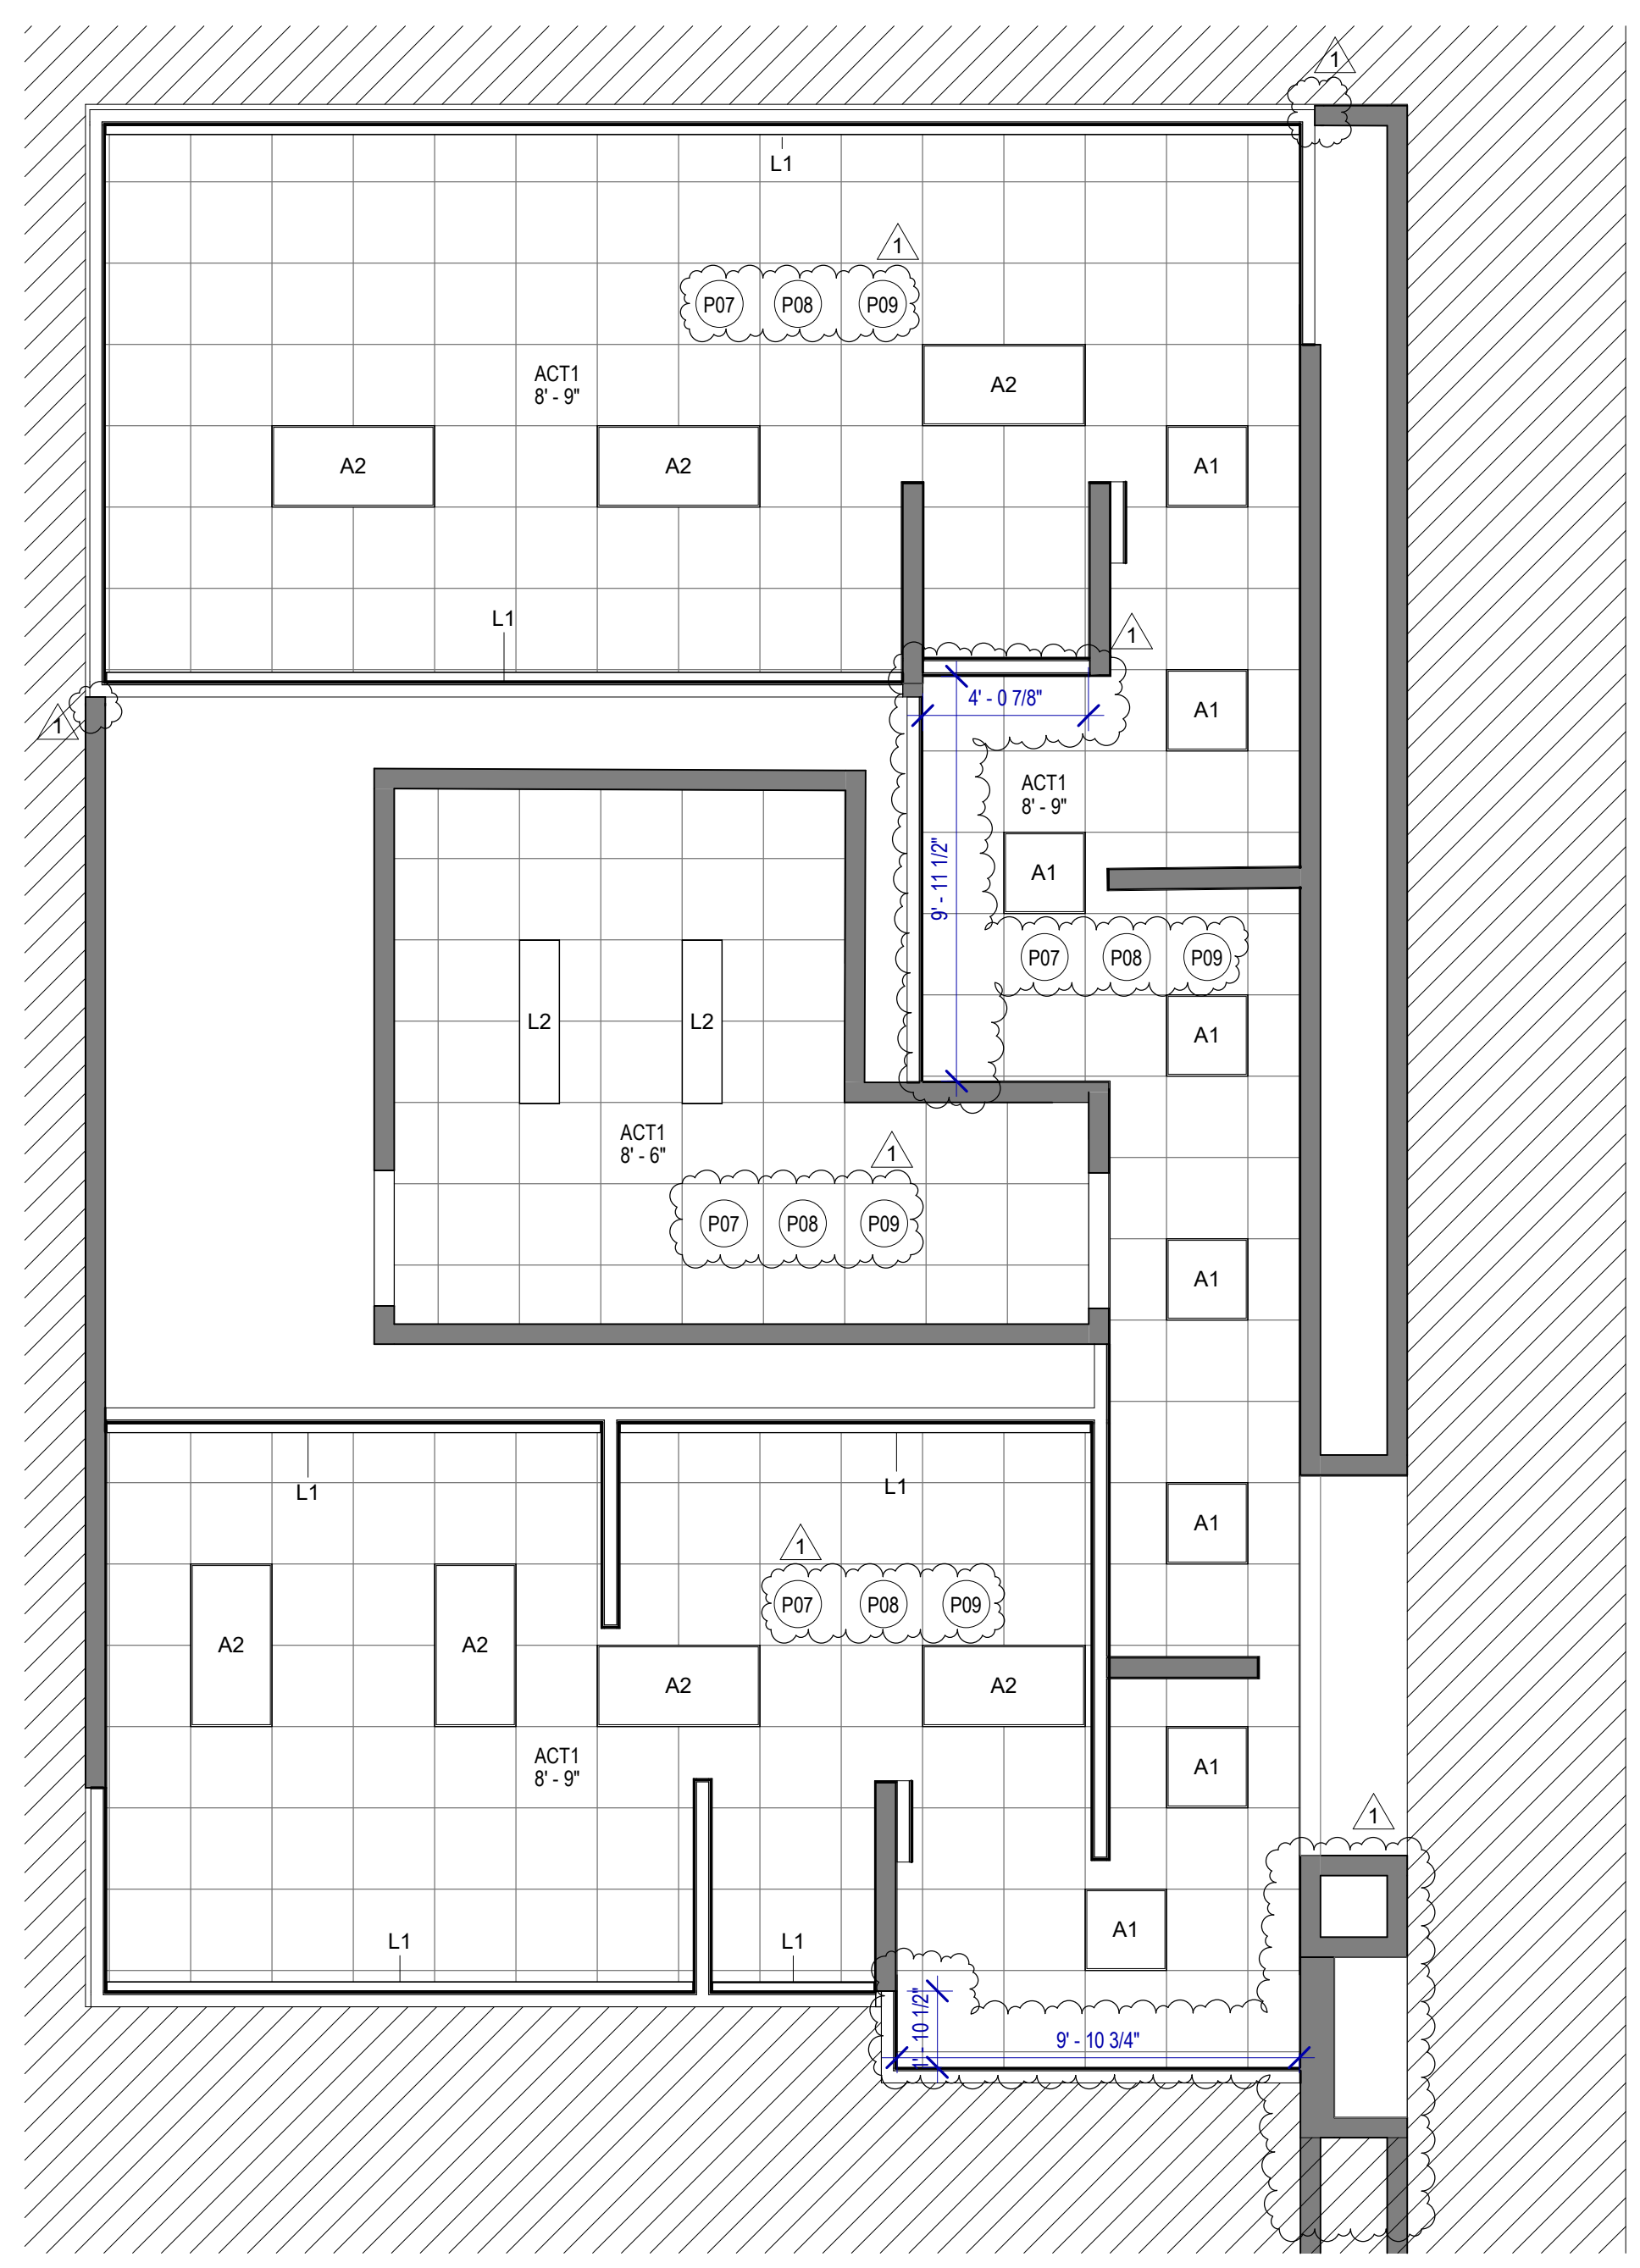 1
L1
1
P07 P08 P09
ACT1
8' - 9"
A2
A2
A2
A1
L1
1
1
4' - 0 7/8"
A1
ACT1
8' - 9"
A1
9' - 11 1/2"
P07 P08 P09
L2
L2
A1
ACT1
8' - 6"
1
P07 P08 P09
A1
L1
L1
A1
1
P07 P08 P09
A2
A2
A2
A2
ACT1
8' - 9"
A1
1
L1
L1
A1
1' - 10 1/2"
9' - 10 3/4"